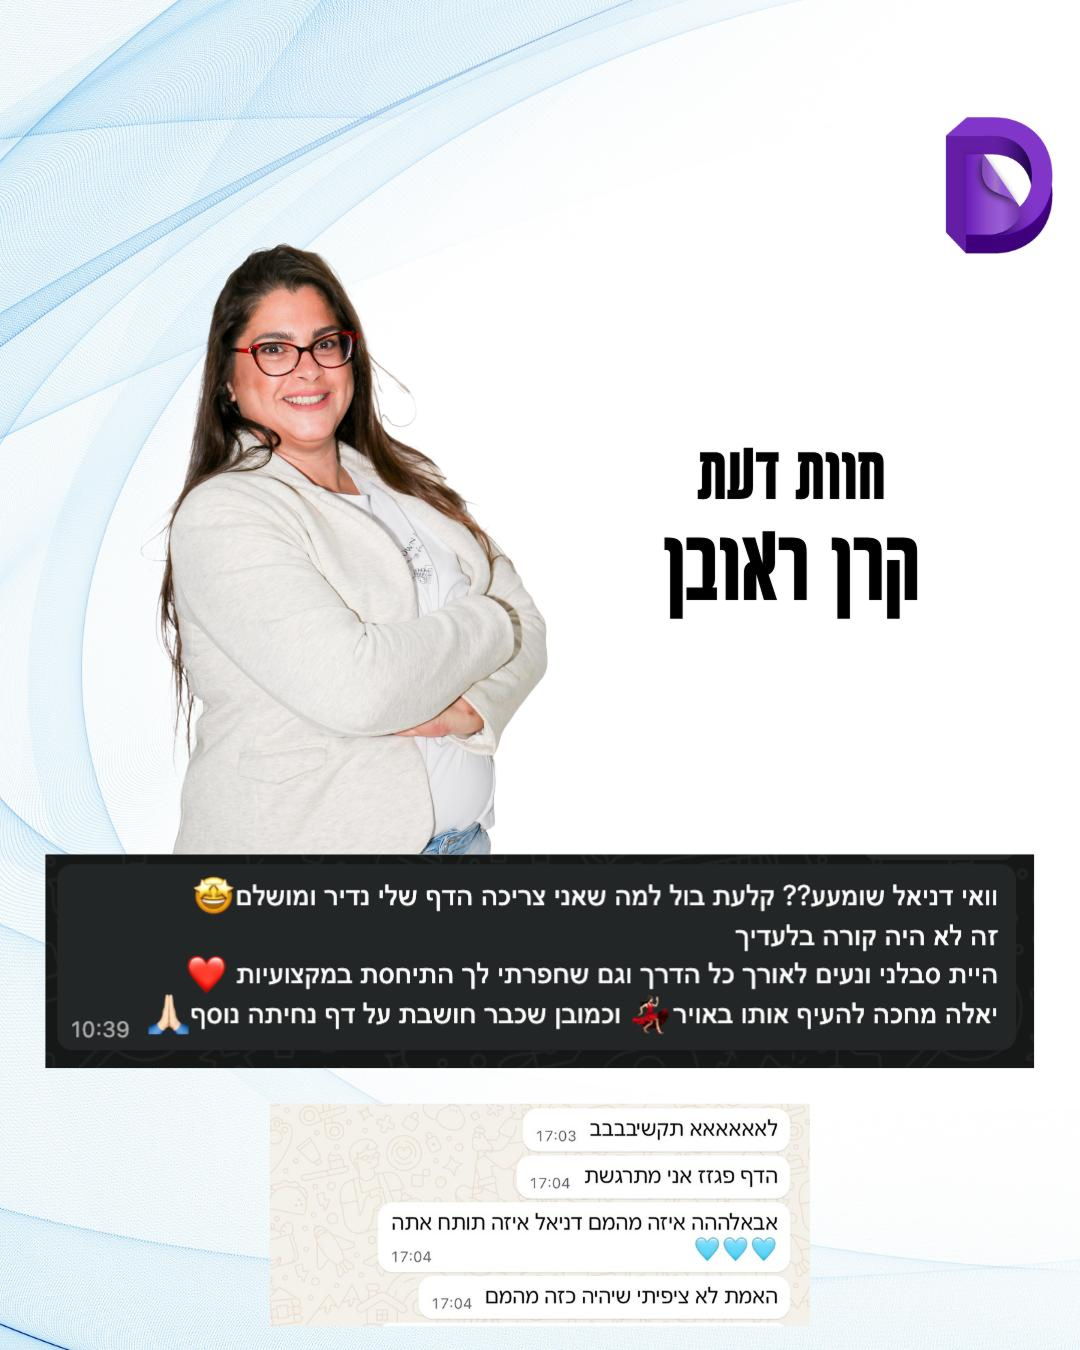 חוות דעת
קרן ראובן
וואי דניאל שומעע?? קלעת בול למה שאני צריכה הדף שלי נדיר ומושלם🤩
זה לא היה קורה בלעדיך
היית סבלני ונעים לאורך כל הדרך וגם שחפרתי לך התיחסת במקצועיות ❤️
יאלה מחכה להעיף אותו באויר💃🏻 וכמובן שכבר חושבת על דף נחיתה נוסף🙏🏻
10:39
לאאאאאא תקשיבבבב 17:03
הדף פגזז אני מתרגשת 17:04
אבאלההה איזה מהמם דניאל איזה תותח אתה
🩵🩵🩵 17:04
האמת לא ציפיתי שיהיה כזה מהמם 17:04